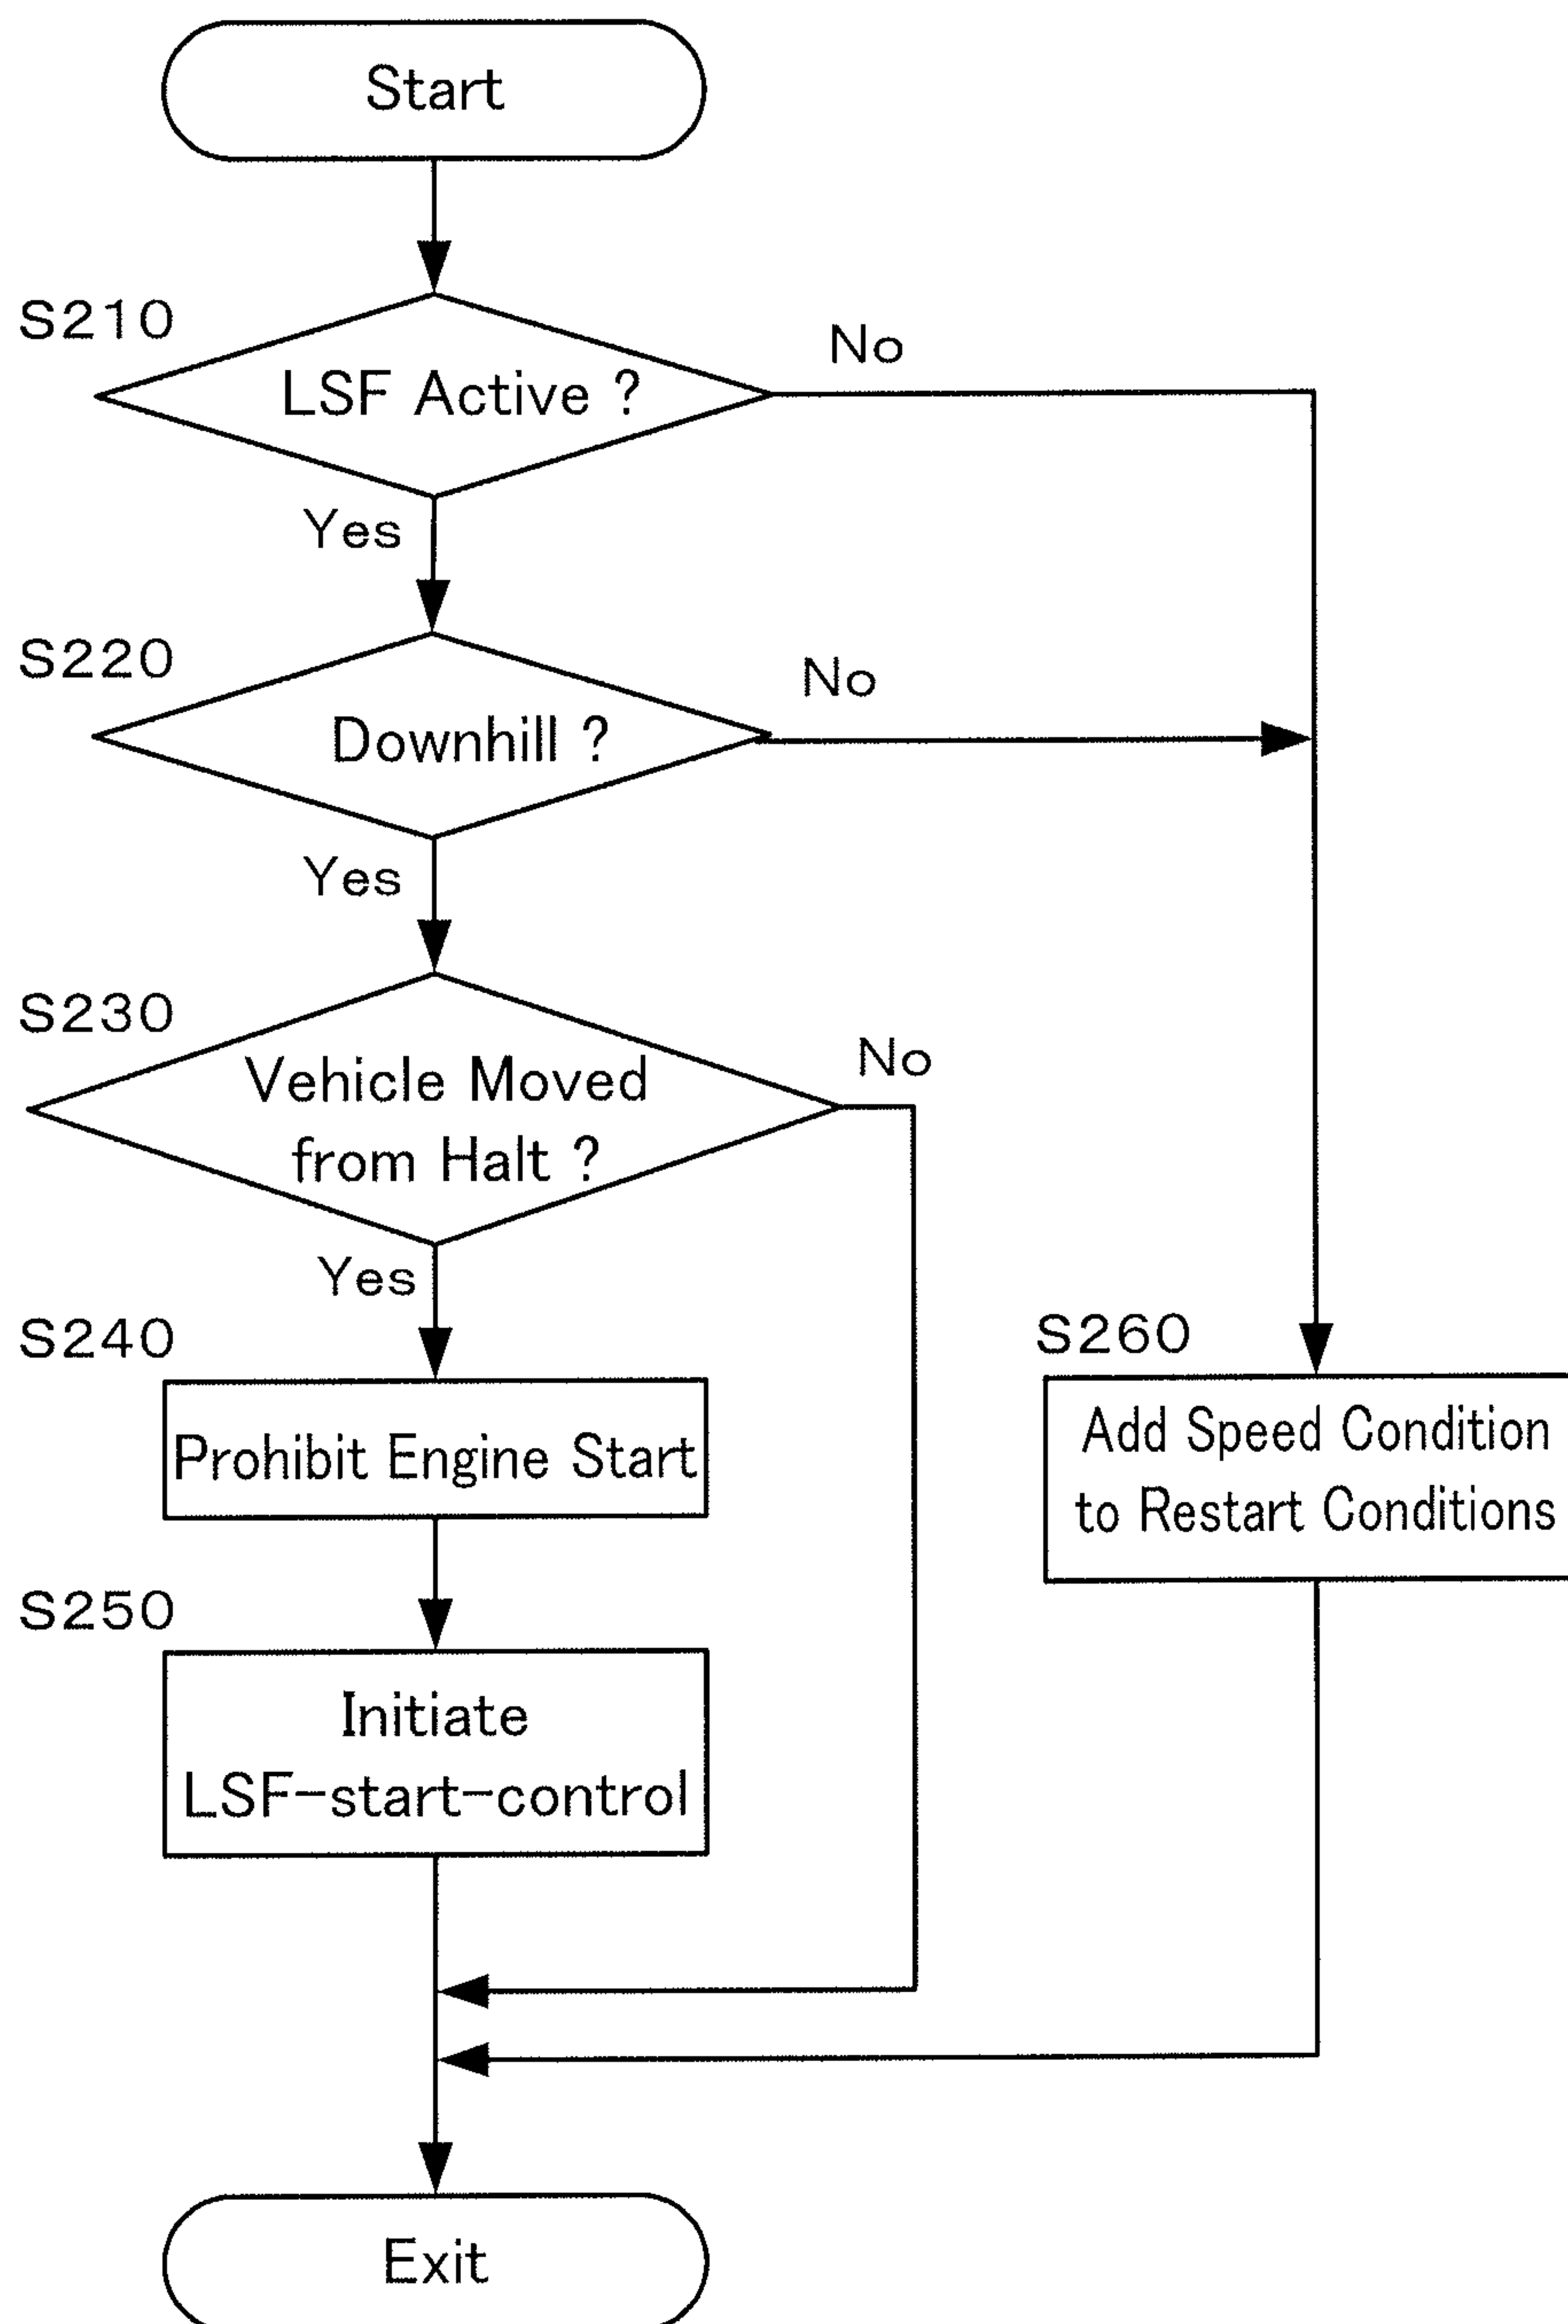 Start
S210
LSF Active ?
No
Yes
S220
Downhill ?
No
Yes
S230
Vehicle Moved
from Halt ?
No
Yes
S240
Prohibit Engine Start
S260
Add Speed Condition
to Restart Conditions
S250
Initiate
LSF-start-control
Exit